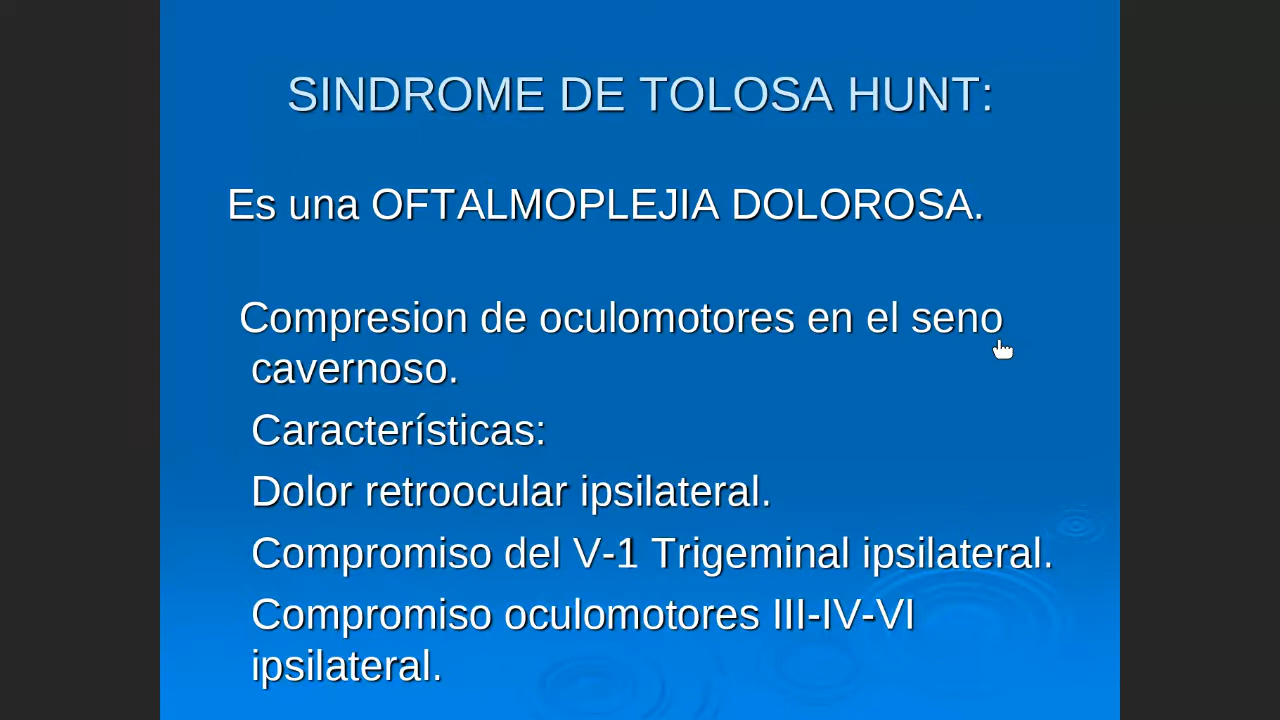 SINDROME DE TOLOSA HUNT:
Es una OFTALMOPLEJIA DOLOROSA.
Compresion de oculomotores en el seno
cavernoso.
Características:
Dolor retroocular ipsilateral.
Compromiso del V-1 Trigeminal ipsilateral.
Compromiso oculomotores III-IV-VI
ipsilateral.